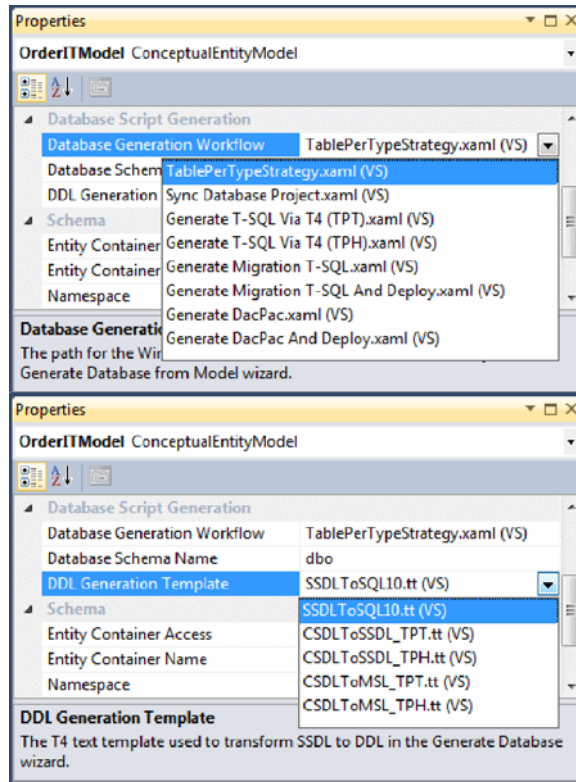 Properties
OrderITModel ConceptualEntityModel
Database Script Generation
Database Generation Workflow TablePerTypeStrategy.xaml (VS)
Database Schem TablePerTypeStrategy.xaml (VS)
DDL Generation Sync Database Project.xaml (VS)
Schema Generate T-SQL Via T4 (TPT).xaml (VS)
Entity Container Generate T-SQL Via T4 (TPH).xaml (VS)
Entity Container Generate Migration T-SQL.xaml (VS)
Namespace Generate Migration T-SQL And Deploy.xaml (VS)
Generate DacPac.xaml (VS)
Database Generati Generate DacPac And Deploy.xaml (VS)
The path for the Win
Generate Database from Model wizard.
Properties
OrderITModel ConceptualEntityModel
Database Script Generation
Database Generation Workflow TablePerTypeStrategy.xaml (VS)
Database Schema Name dbo
DDL Generation Template SSDLToSQL10.tt (VS)
Schema SSDLToSQL10.tt (VS)
Entity Container Access CSDLToSSDL_TPT.tt (VS)
Entity Container Name CSDLToSSDL_TPH.tt (VS)
Namespace CSDLToMSL_TPT.tt (VS)
CSDLToMSL_TPH.tt (VS)
DDL Generation Template
The T4 text template used to transform SSDL to DDL in the Generate Database
wizard.